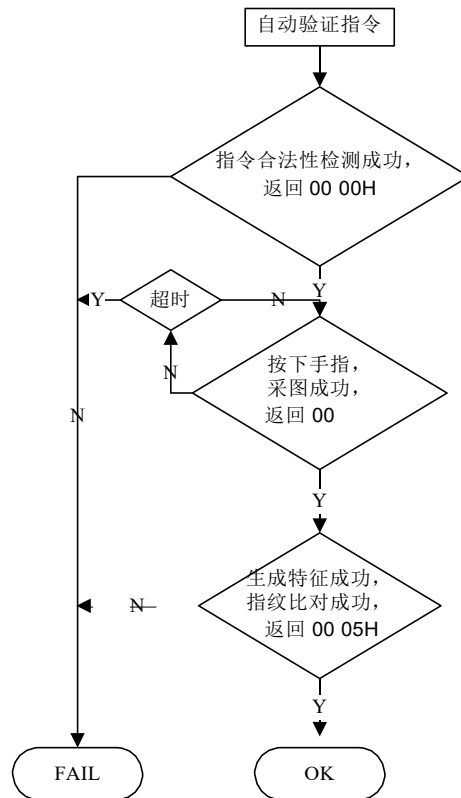 自动验证指令
指令合法性检测成功，
返回 00 00H
Y
Y
超时
N
按下手指，
采图成功，
返回 00
N
N
Y
生成特征成功，
指纹比对成功，
返回 00 05H
N
Y
FAIL
OK